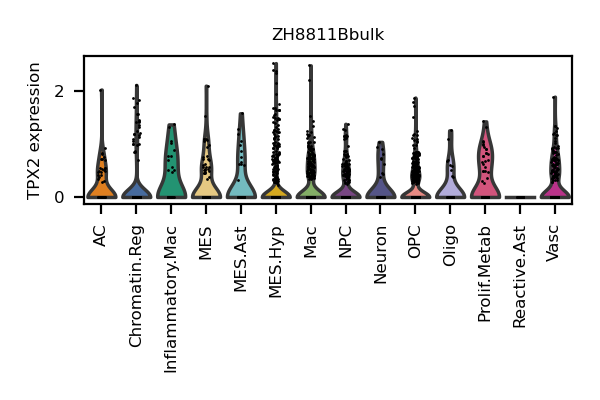 ZH8811Bbulk
TPX2 expression
2
0
AC
Chromatin.Reg
Inflammatory.Mac
MES
MES.Ast
MES.Hyp
Mac
NPC
Neuron
OPC
Oligo
Prolif.Metab
Reactive.Ast
Vasc